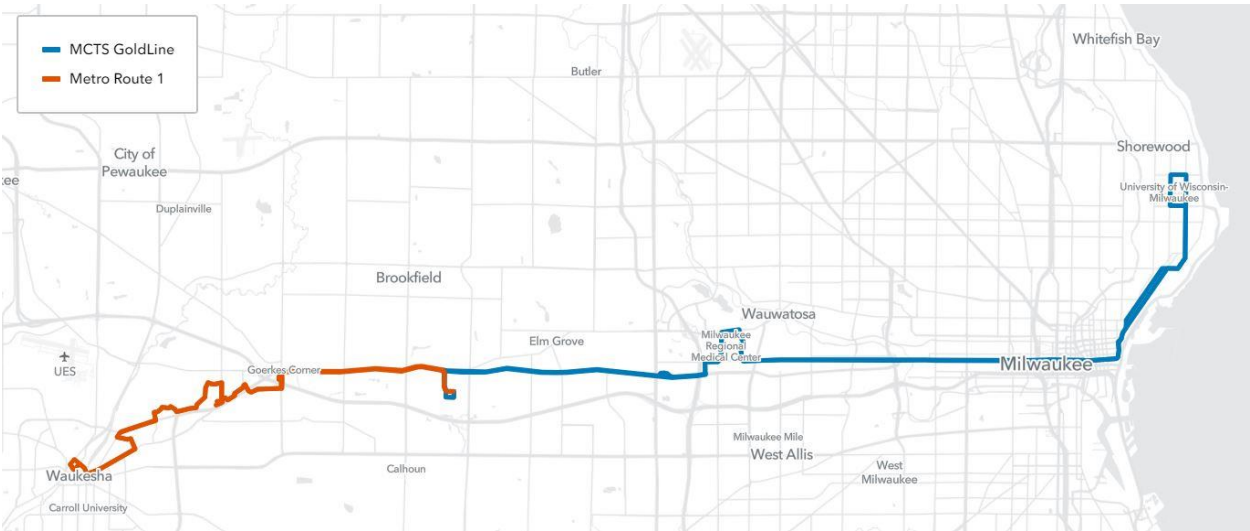 MCTS GoldLine
Metro Route 1
Whitefish Bay
Butler
City of
Pewaukee
Shorewood
ee
University of Wisconsin-
Milwaukee
Duplainville
Brookfield
Wauwatosa
Elm Grove
Milwaukee
Regional
Medical Center
UES
Goerkes Corner
Milwaukee
Milwaukee Mile
West Allis
Calhoun
West
Milwaukee
Waukesha
Carroll University